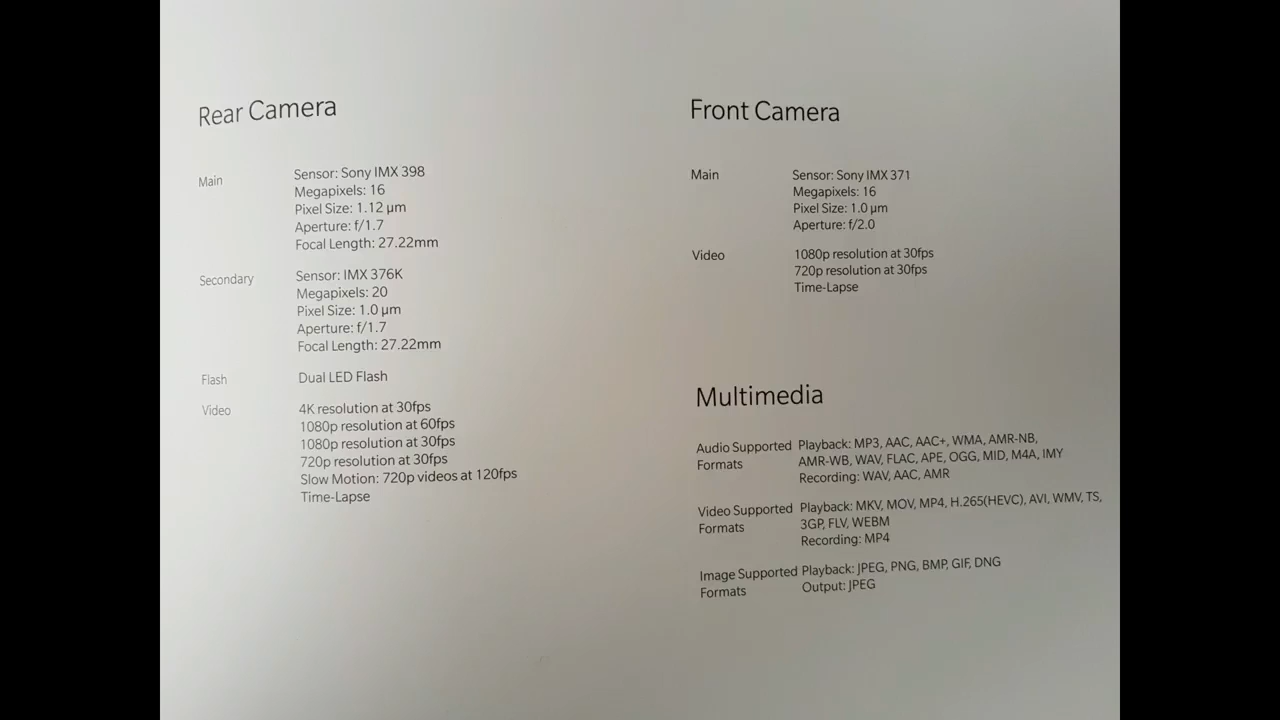 Rear Camera
Main
Sensor: Sony IMX 398
Megapixels: 16
Pixel Size: 1.12 µm
Aperture: f/1.7
Focal Length: 27.22mm
Secondary
Sensor: IMX 376K
Megapixels: 20
Pixel Size: 1.0 µm
Aperture: f/1.7
Focal Length: 27.22mm
Flash
Dual LED Flash
Video
4K resolution at 30fps
1080p resolution at 60fps
1080p resolution at 30fps
720p resolution at 30fps
Slow Motion: 720p videos at 120fps
Time-Lapse
Front Camera
Main
Sensor: Sony IMX 371
Megapixels: 16
Pixel Size: 1.0 µm
Aperture: f/2.0
Video
1080p resolution at 30fps
720p resolution at 30fps
Time-Lapse
Multimedia
Audio Supported Playback: MP3, AAC, AAC+, WMA, AMR-NB,
Formats AMR-WB, WAV, FLAC, APE, OGG, MID, M4A, IMY
Recording: WAV, AAC, AMR
Video Supported Playback: MKV, MOV, MP4, H.265(HEVC), AVI, WMV, TS,
Formats 3GP, FLV, WEBM
Recording: MP4
Image Supported Playback: JPEG, PNG, BMP, GIF, DNG
Formats Output: JPEG